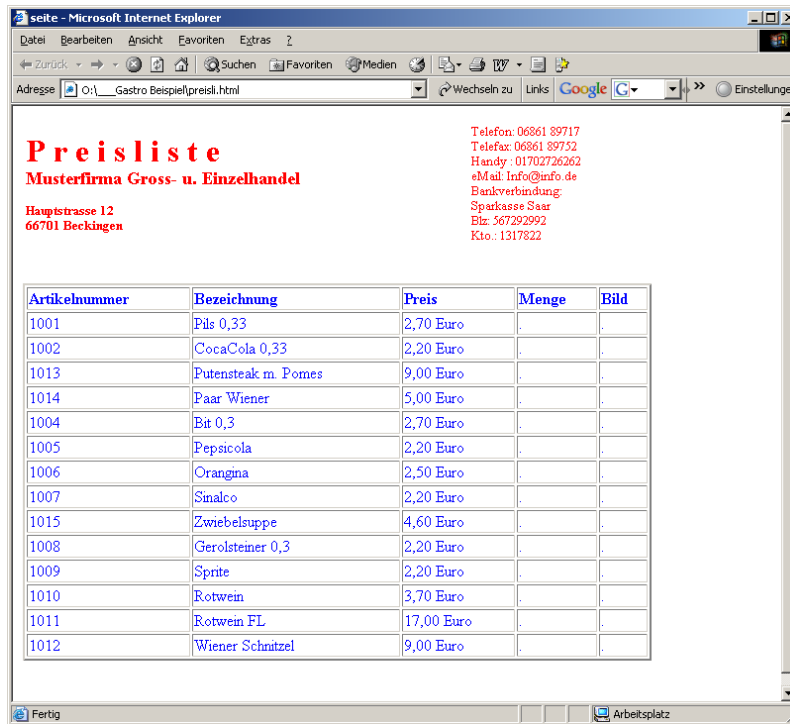 seite - Microsoft Internet Explorer
Datei Bearbeiten Ansicht Favoriten Extras ?
Zurück Suchen Favoriten Medien
Adresse O:\___Gastro Beispiel\preisli.html Wechseln zu Links Google G Einstellunge
P r e i s l i s t e
Musterfirma Gross- u. Einzelhandel
Hauptstrasse 12
66701 Beckingen
Telefon: 06861 89717
Telefax: 06861 89752
Handy : 01702726262
eMail: Info@info.de
Bankverbindung:
Sparkasse Saar
Blz: 567292992
Kto.: 1317822
Artikelnummer Bezeichnung Preis Menge Bild
1001 Pils 0,33 2,70 Euro . .
1002 CocaCola 0,33 2,20 Euro . .
1013 Putensteak m. Pomes 9,00 Euro . .
1014 Paar Wiener 5,00 Euro . .
1004 Bit 0,3 2,70 Euro . .
1005 Pepsicola 2,20 Euro . .
1006 Orangina 2,50 Euro . .
1007 Sinalco 2,20 Euro . .
1015 Zwiebelsuppe 4,60 Euro . .
1008 Gerolsteiner 0,3 2,20 Euro . .
1009 Sprite 2,20 Euro . .
1010 Rotwein 3,70 Euro . .
1011 Rotwein FL 17,00 Euro . .
1012 Wiener Schnitzel 9,00 Euro . .
Fertig Arbeitsplatz